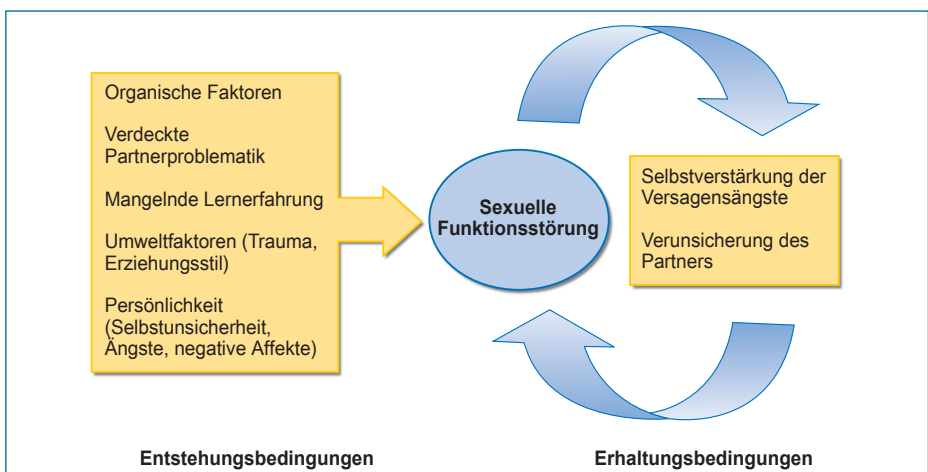 Organische Faktoren
Verdeckte
Partnerproblematik
Mangelnde Lernerfahrung
Umweltfaktoren (Trauma,
Erziehungsstil)
Persönlichkeit
(Selbstunsicherheit,
Ängste, negative Affekte)
Sexuelle
Funktionsstörung
Selbstverstärkung der
Versagensängste
Verunsicherung des
Partners
Entstehungsbedingungen
Erhaltungsbedingungen